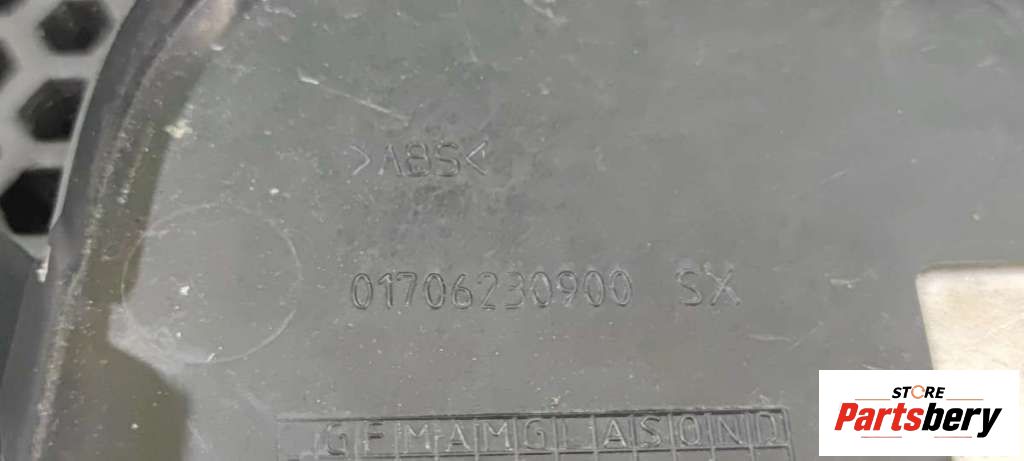 >ABS<
01706230900 SX
G F M A M G L A S O N D
STORE
Partsbery